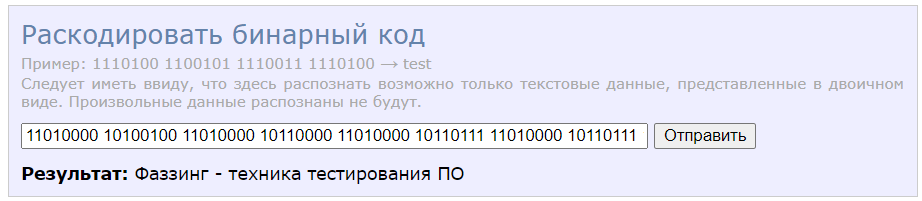 Раскодировать бинарный код
Пример: 1110100 1100101 1110011 1110100 → test
Следует иметь ввиду, что здесь распознать возможно только текстовые данные, представленные в двоичном
виде. Произвольные данные распознаны не будут.
11010000 10100100 11010000 10110000 11010000 10110111 11010000 10110111 Отправить
Результат: Фаззинг - техника тестирования ПО